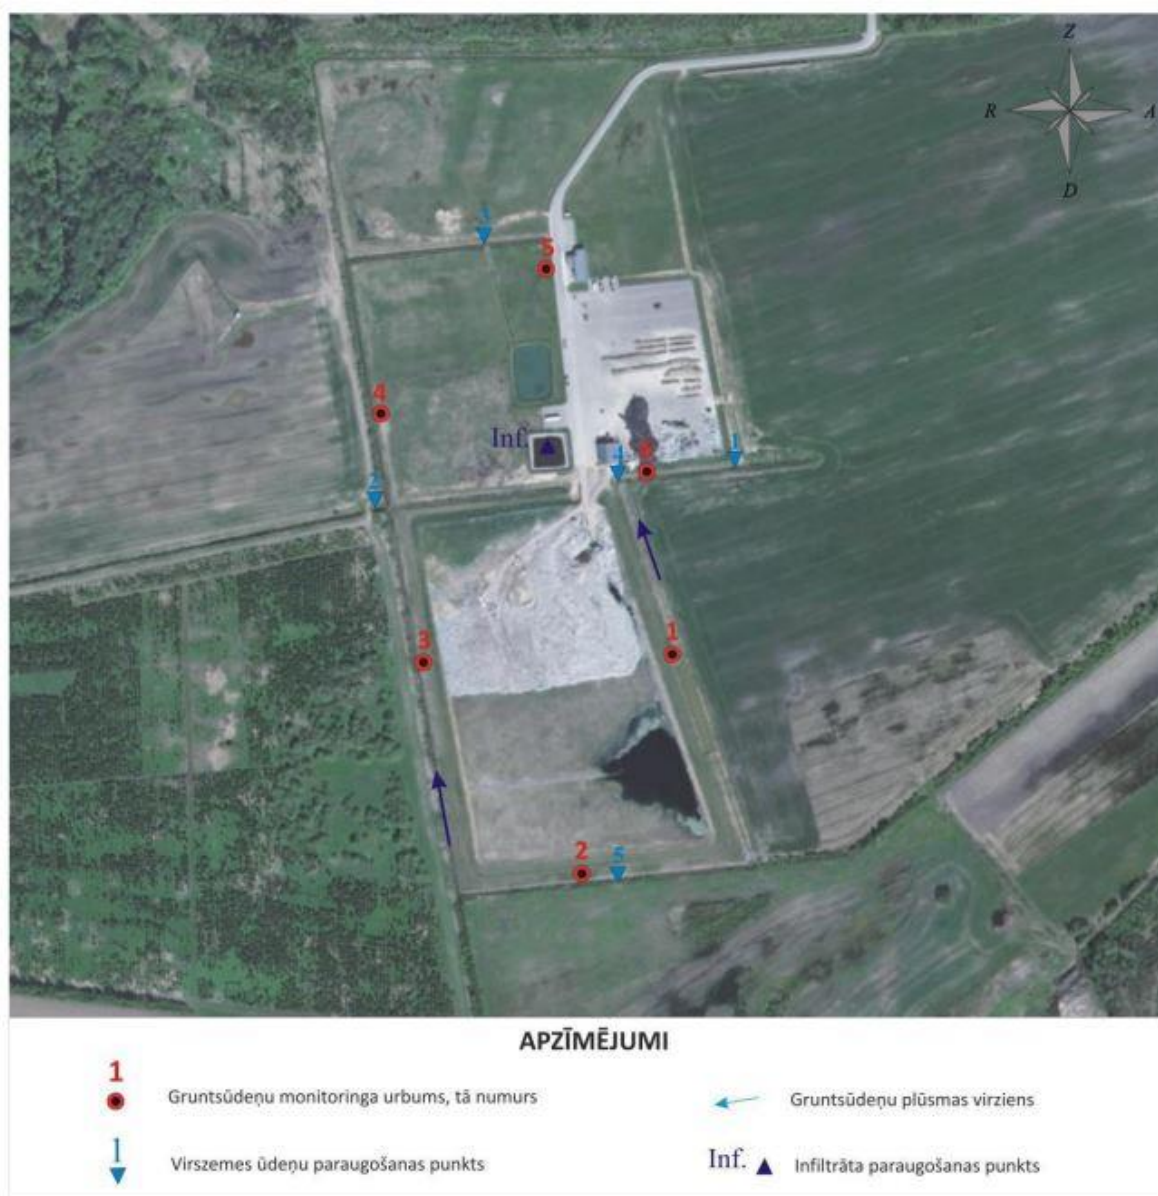 Z
R A
D
3
5
4
Inf.
4 6 1
2
3 1
2 5
APZĪMĒJUMI
1 Gruntsūdeņu monitoringa urbums, tā numurs
Gruntsūdeņu plūsmas virziens
1 Virszemes ūdeņu paraugošanas punkts
Inf. Infiltrāta paraugošanas punkts